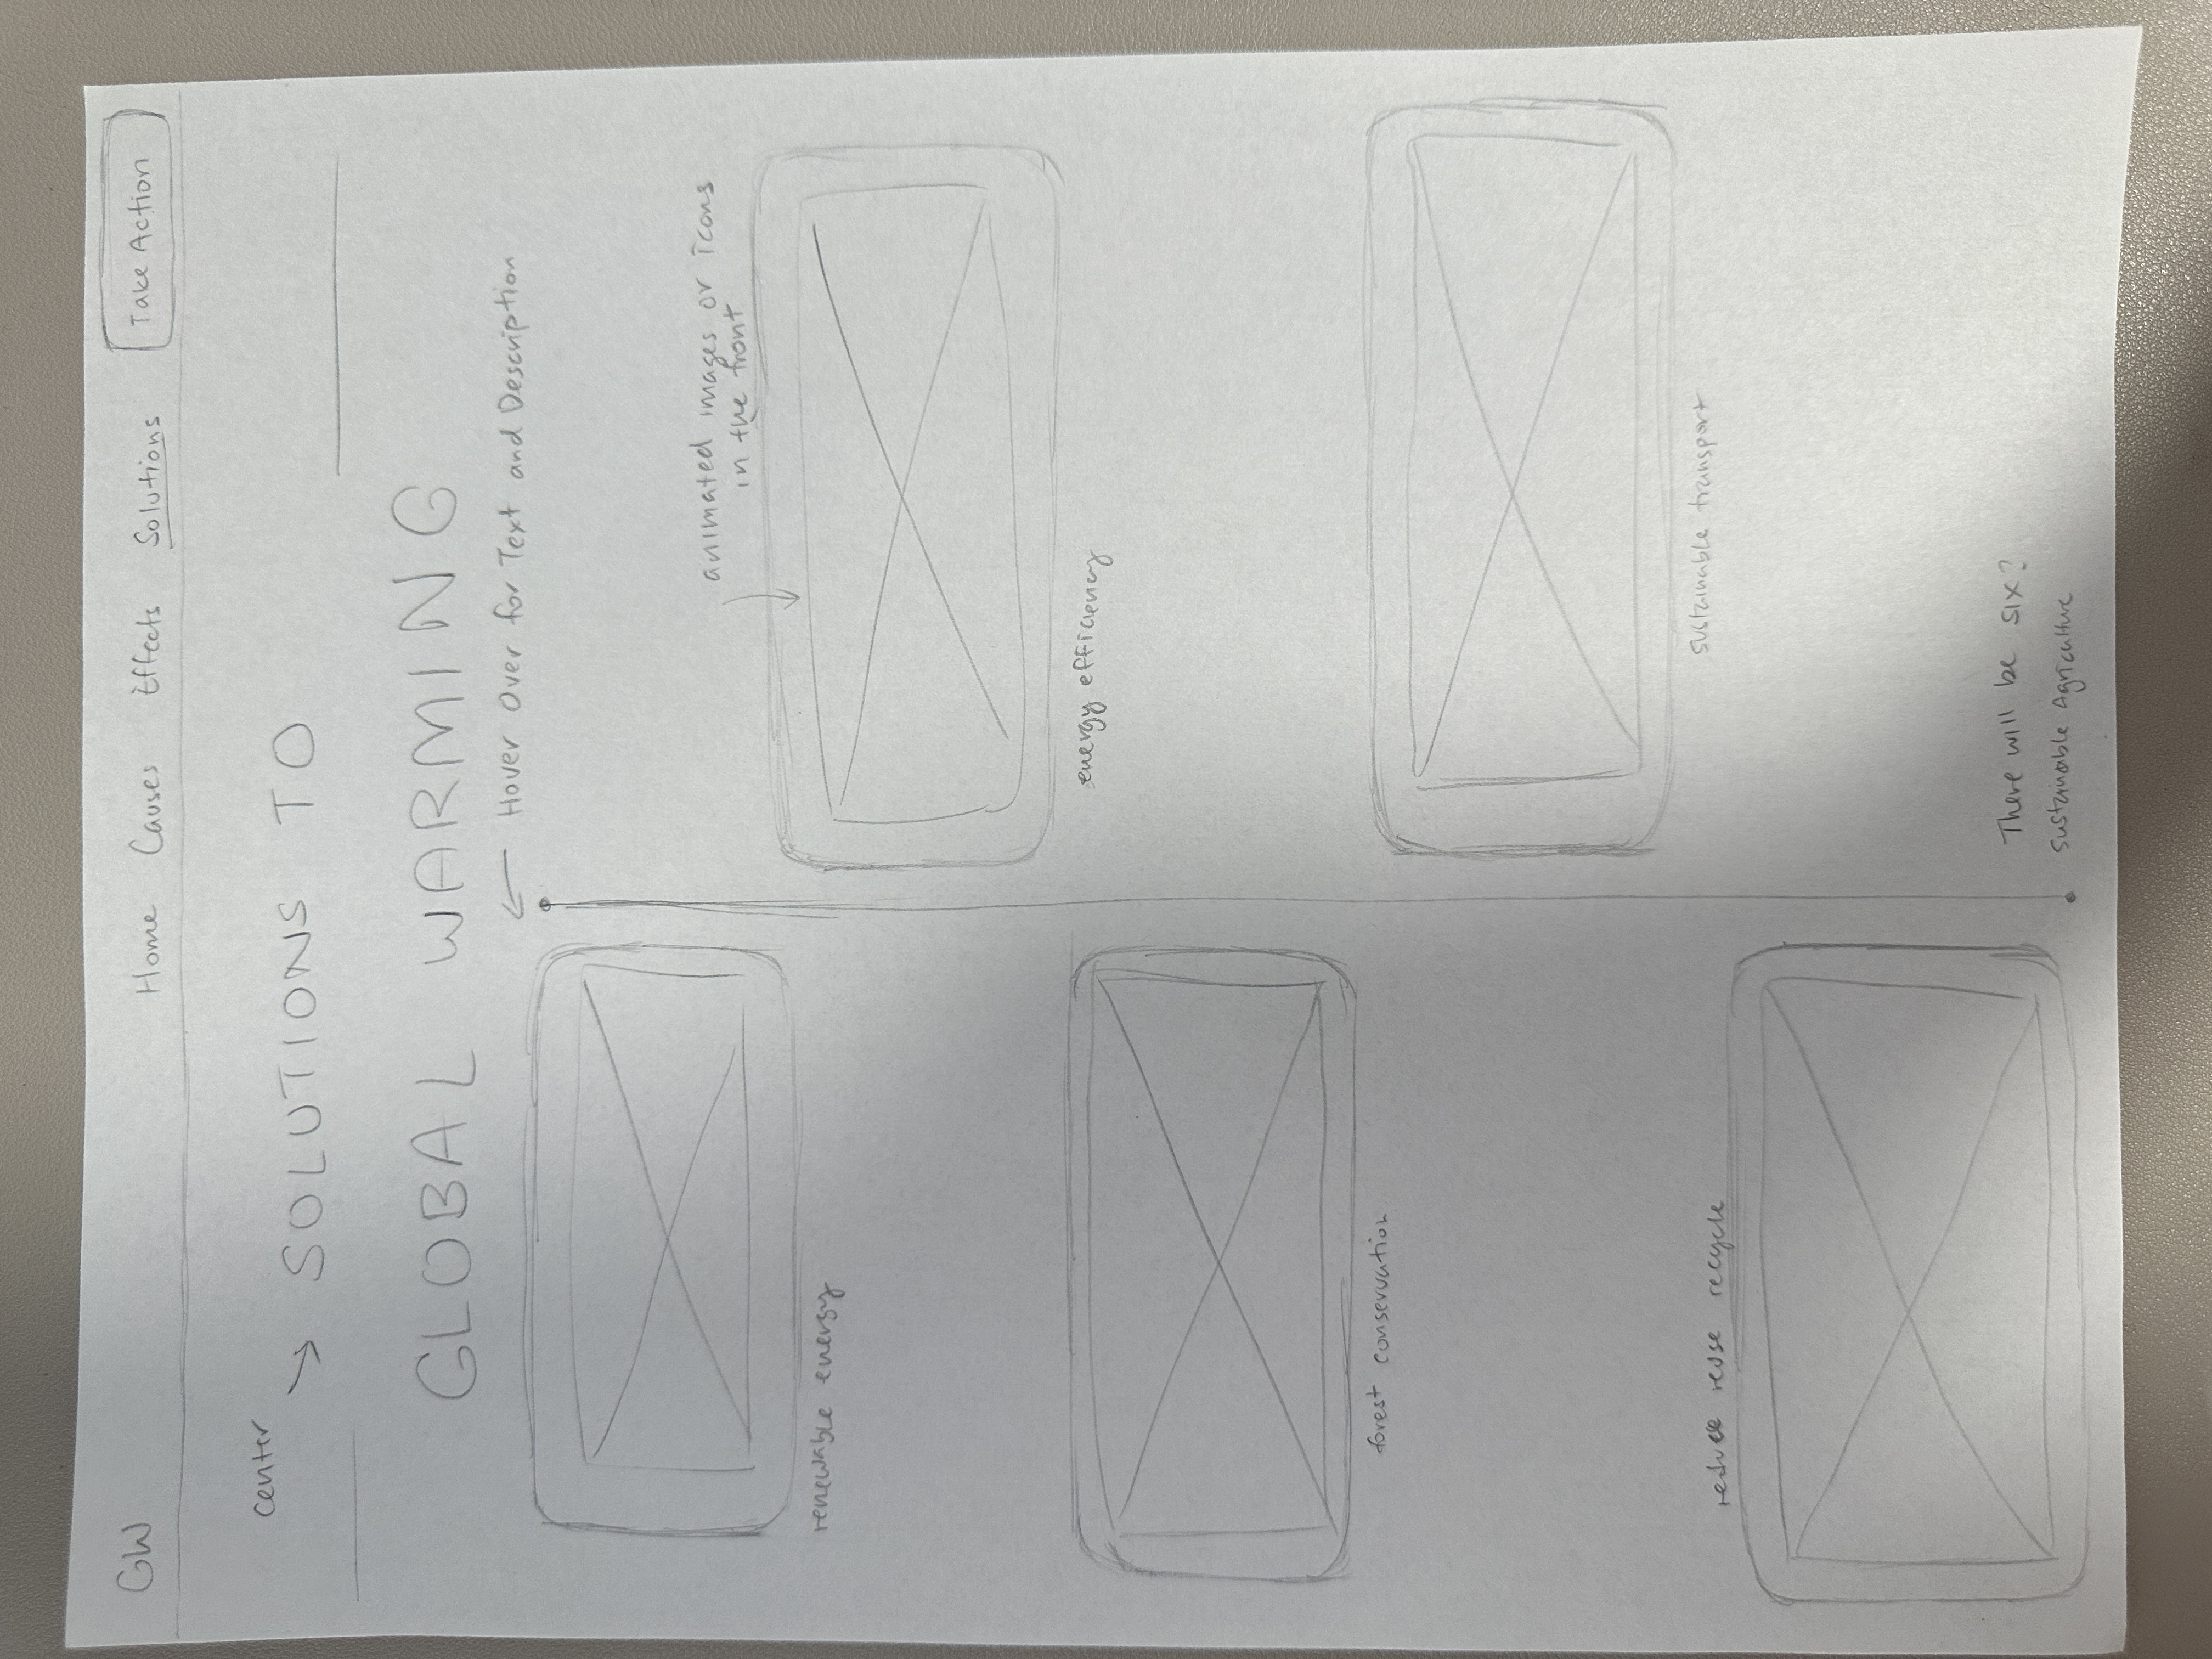 GW
Home Causes Effects Solutions Take Action
center
SOLUTIONS TO
GLOBAL WARMING
Hover Over for Text and Description
animated images or icons
in the front
renewable energy
energy efficiency
forest conservation
sustainable transport
reduce reuse recycle
There will be six?
Sustainable Agriculture